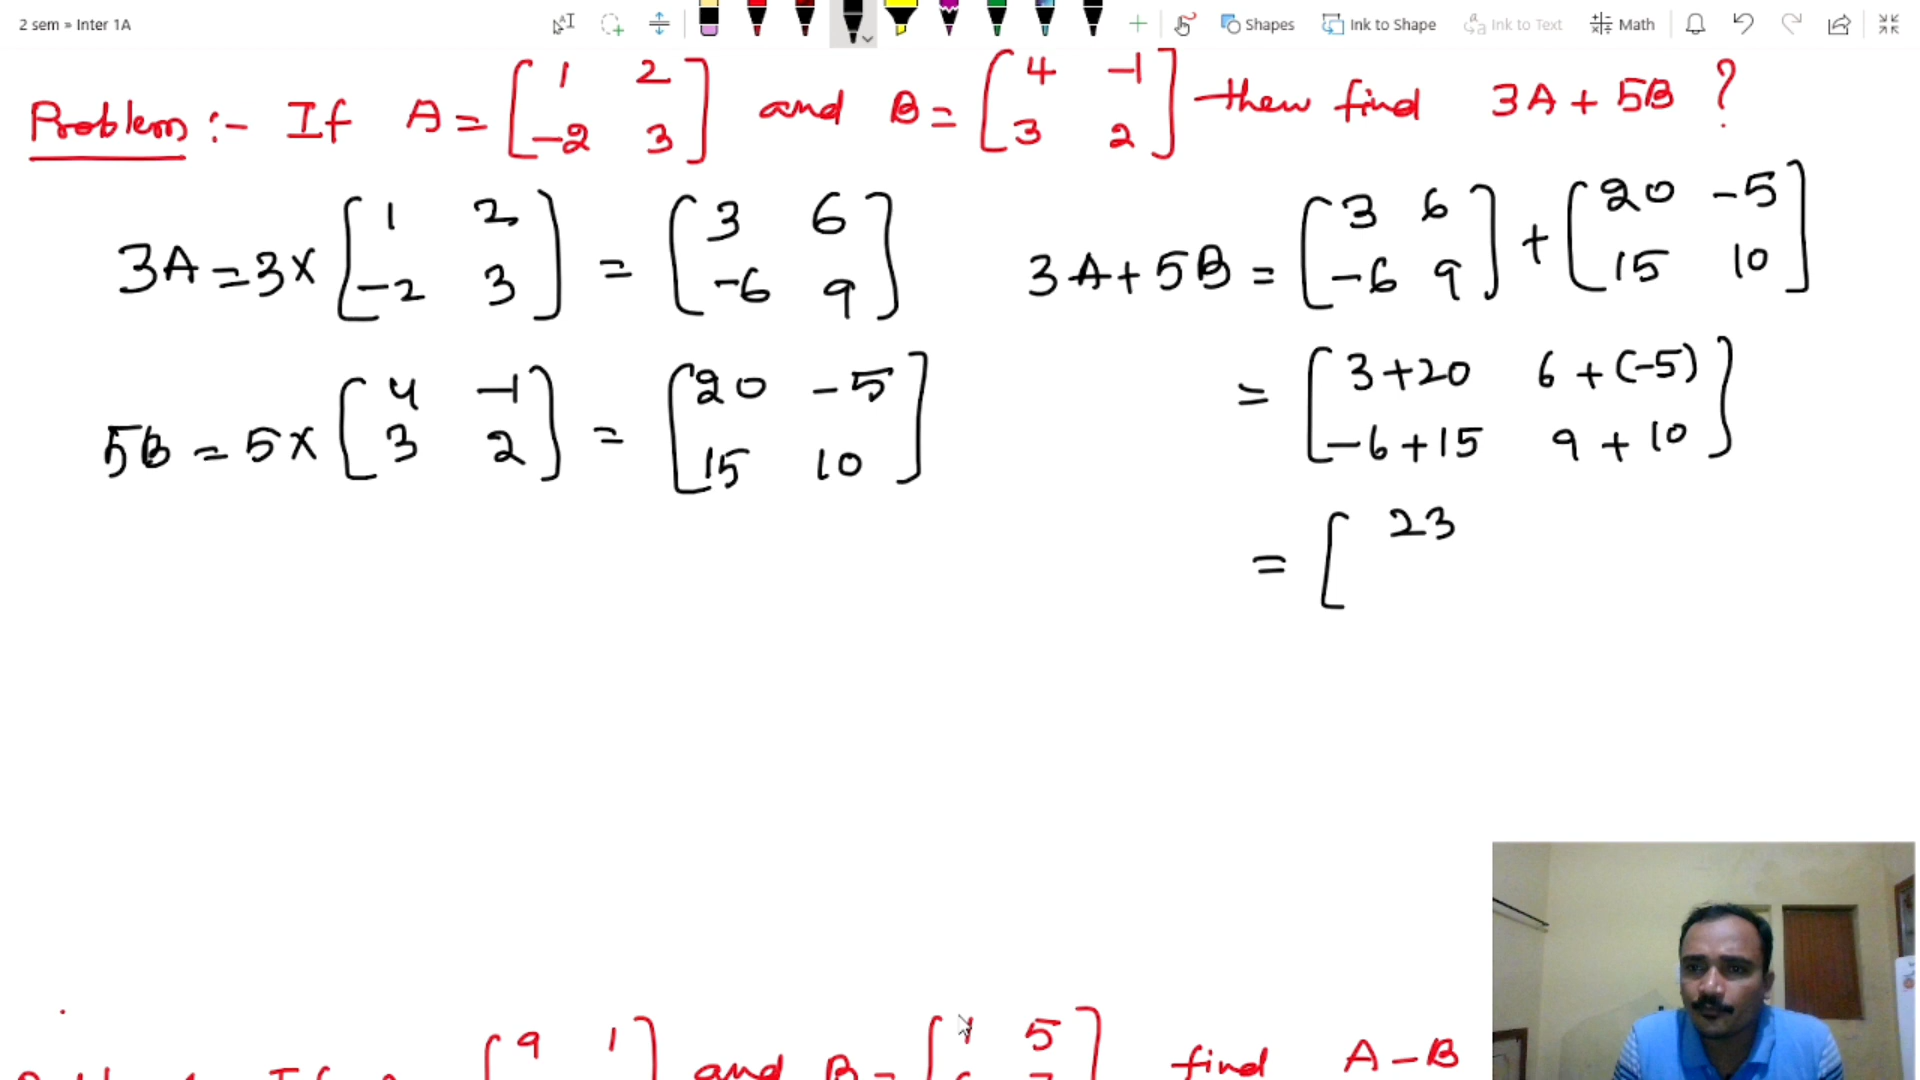 2 sem » Inter 1A
Shapes Ink to Shape Ink to Text Math
Problem :- If A = [ 1 2 ] and B = [ 4 -1 ] then find 3A + 5B ?
-2 3 3 2
3A = 3 × [ 1 2 ] = [ 3 6 ]
-2 3 -6 9
5B = 5 × [ 4 -1 ] = [ 20 -5 ]
3 2 15 10
3A + 5B = [ 3 6 ] + [ 20 -5 ]
-6 9 15 10
= [ 3+20 6+(-5) ]
-6+15 9+10
= [ 23
[ 9 1 ] and B = [ 5 ] find A - B